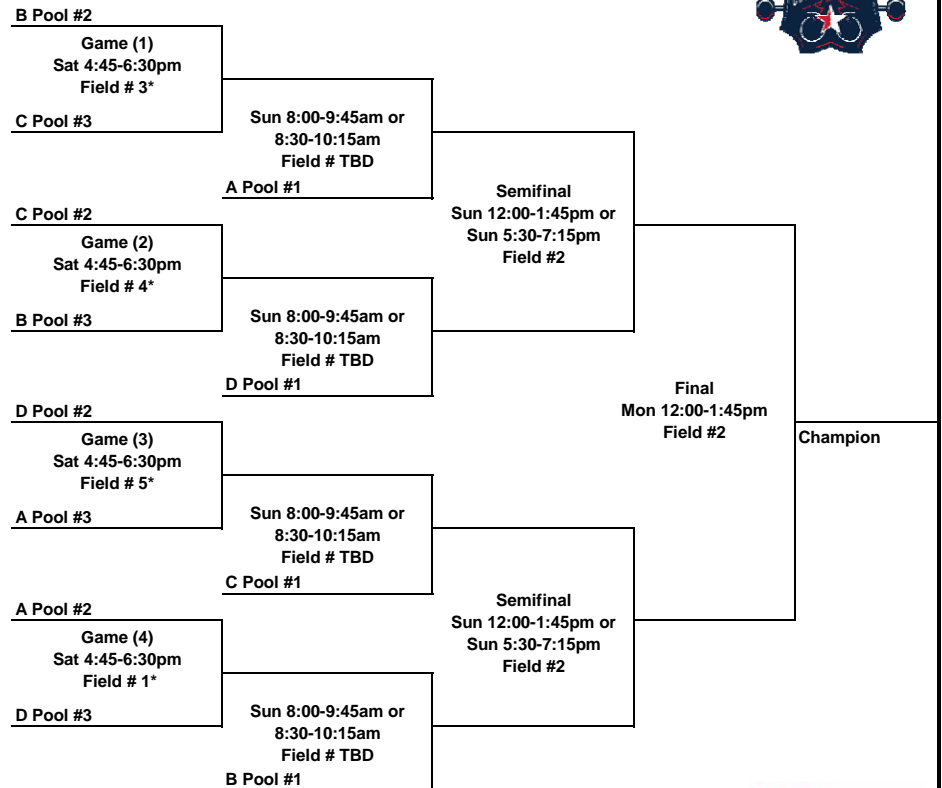 B Pool #2
Game (1)
Sat 4:45-6:30pm
Field # 3*
C Pool #3
Sun 8:00-9:45am or
8:30-10:15am
Field # TBD
A Pool #1
C Pool #2
Game (2)
Sat 4:45-6:30pm
Field # 4*
B Pool #3
Sun 8:00-9:45am or
8:30-10:15am
Field # TBD
D Pool #1
Semifinal
Sun 12:00-1:45pm or
Sun 5:30-7:15pm
Field #2
D Pool #2
Game (3)
Sat 4:45-6:30pm
Field # 5*
A Pool #3
Sun 8:00-9:45am or
8:30-10:15am
Field # TBD
C Pool #1
A Pool #2
Game (4)
Sat 4:45-6:30pm
Field # 1*
D Pool #3
Sun 8:00-9:45am or
8:30-10:15am
Field # TBD
B Pool #1
Semifinal
Sun 12:00-1:45pm or
Sun 5:30-7:15pm
Field #2
Final
Mon 12:00-1:45pm
Field #2
Champion